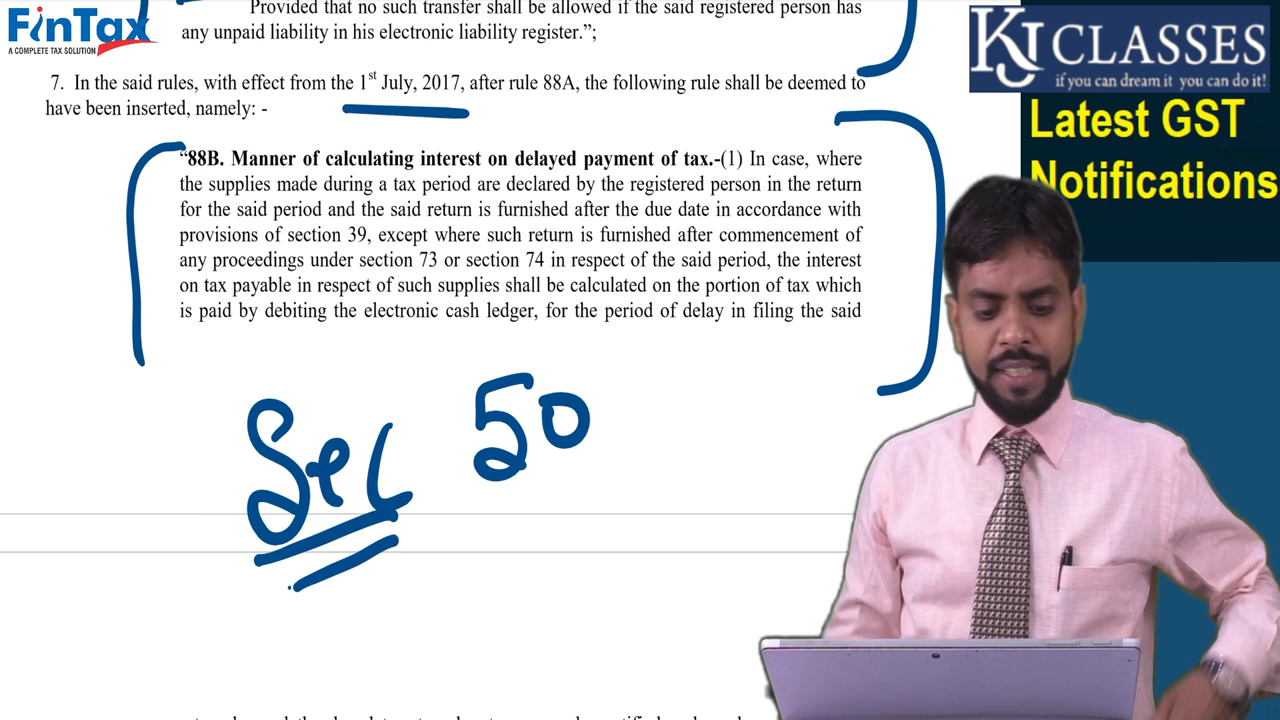 FinTax
A COMPLETE TAX SOLUTION
Provided that no such transfer shall be allowed if the said registered person has
any unpaid liability in his electronic liability register.”;
7. In the said rules, with effect from the 1st July, 2017, after rule 88A, the following rule shall be deemed to
have been inserted, namely: -
“88B. Manner of calculating interest on delayed payment of tax.-(1) In case, where
the supplies made during a tax period are declared by the registered person in the return
for the said period and the said return is furnished after the due date in accordance with
provisions of section 39, except where such return is furnished after commencement of
any proceedings under section 73 or section 74 in respect of the said period, the interest
on tax payable in respect of such supplies shall be calculated on the portion of tax which
is paid by debiting the electronic cash ledger, for the period of delay in filing the said
Sec 50
KJ CLASSES
if you can dream it you can do it!
Latest GST
Notifications